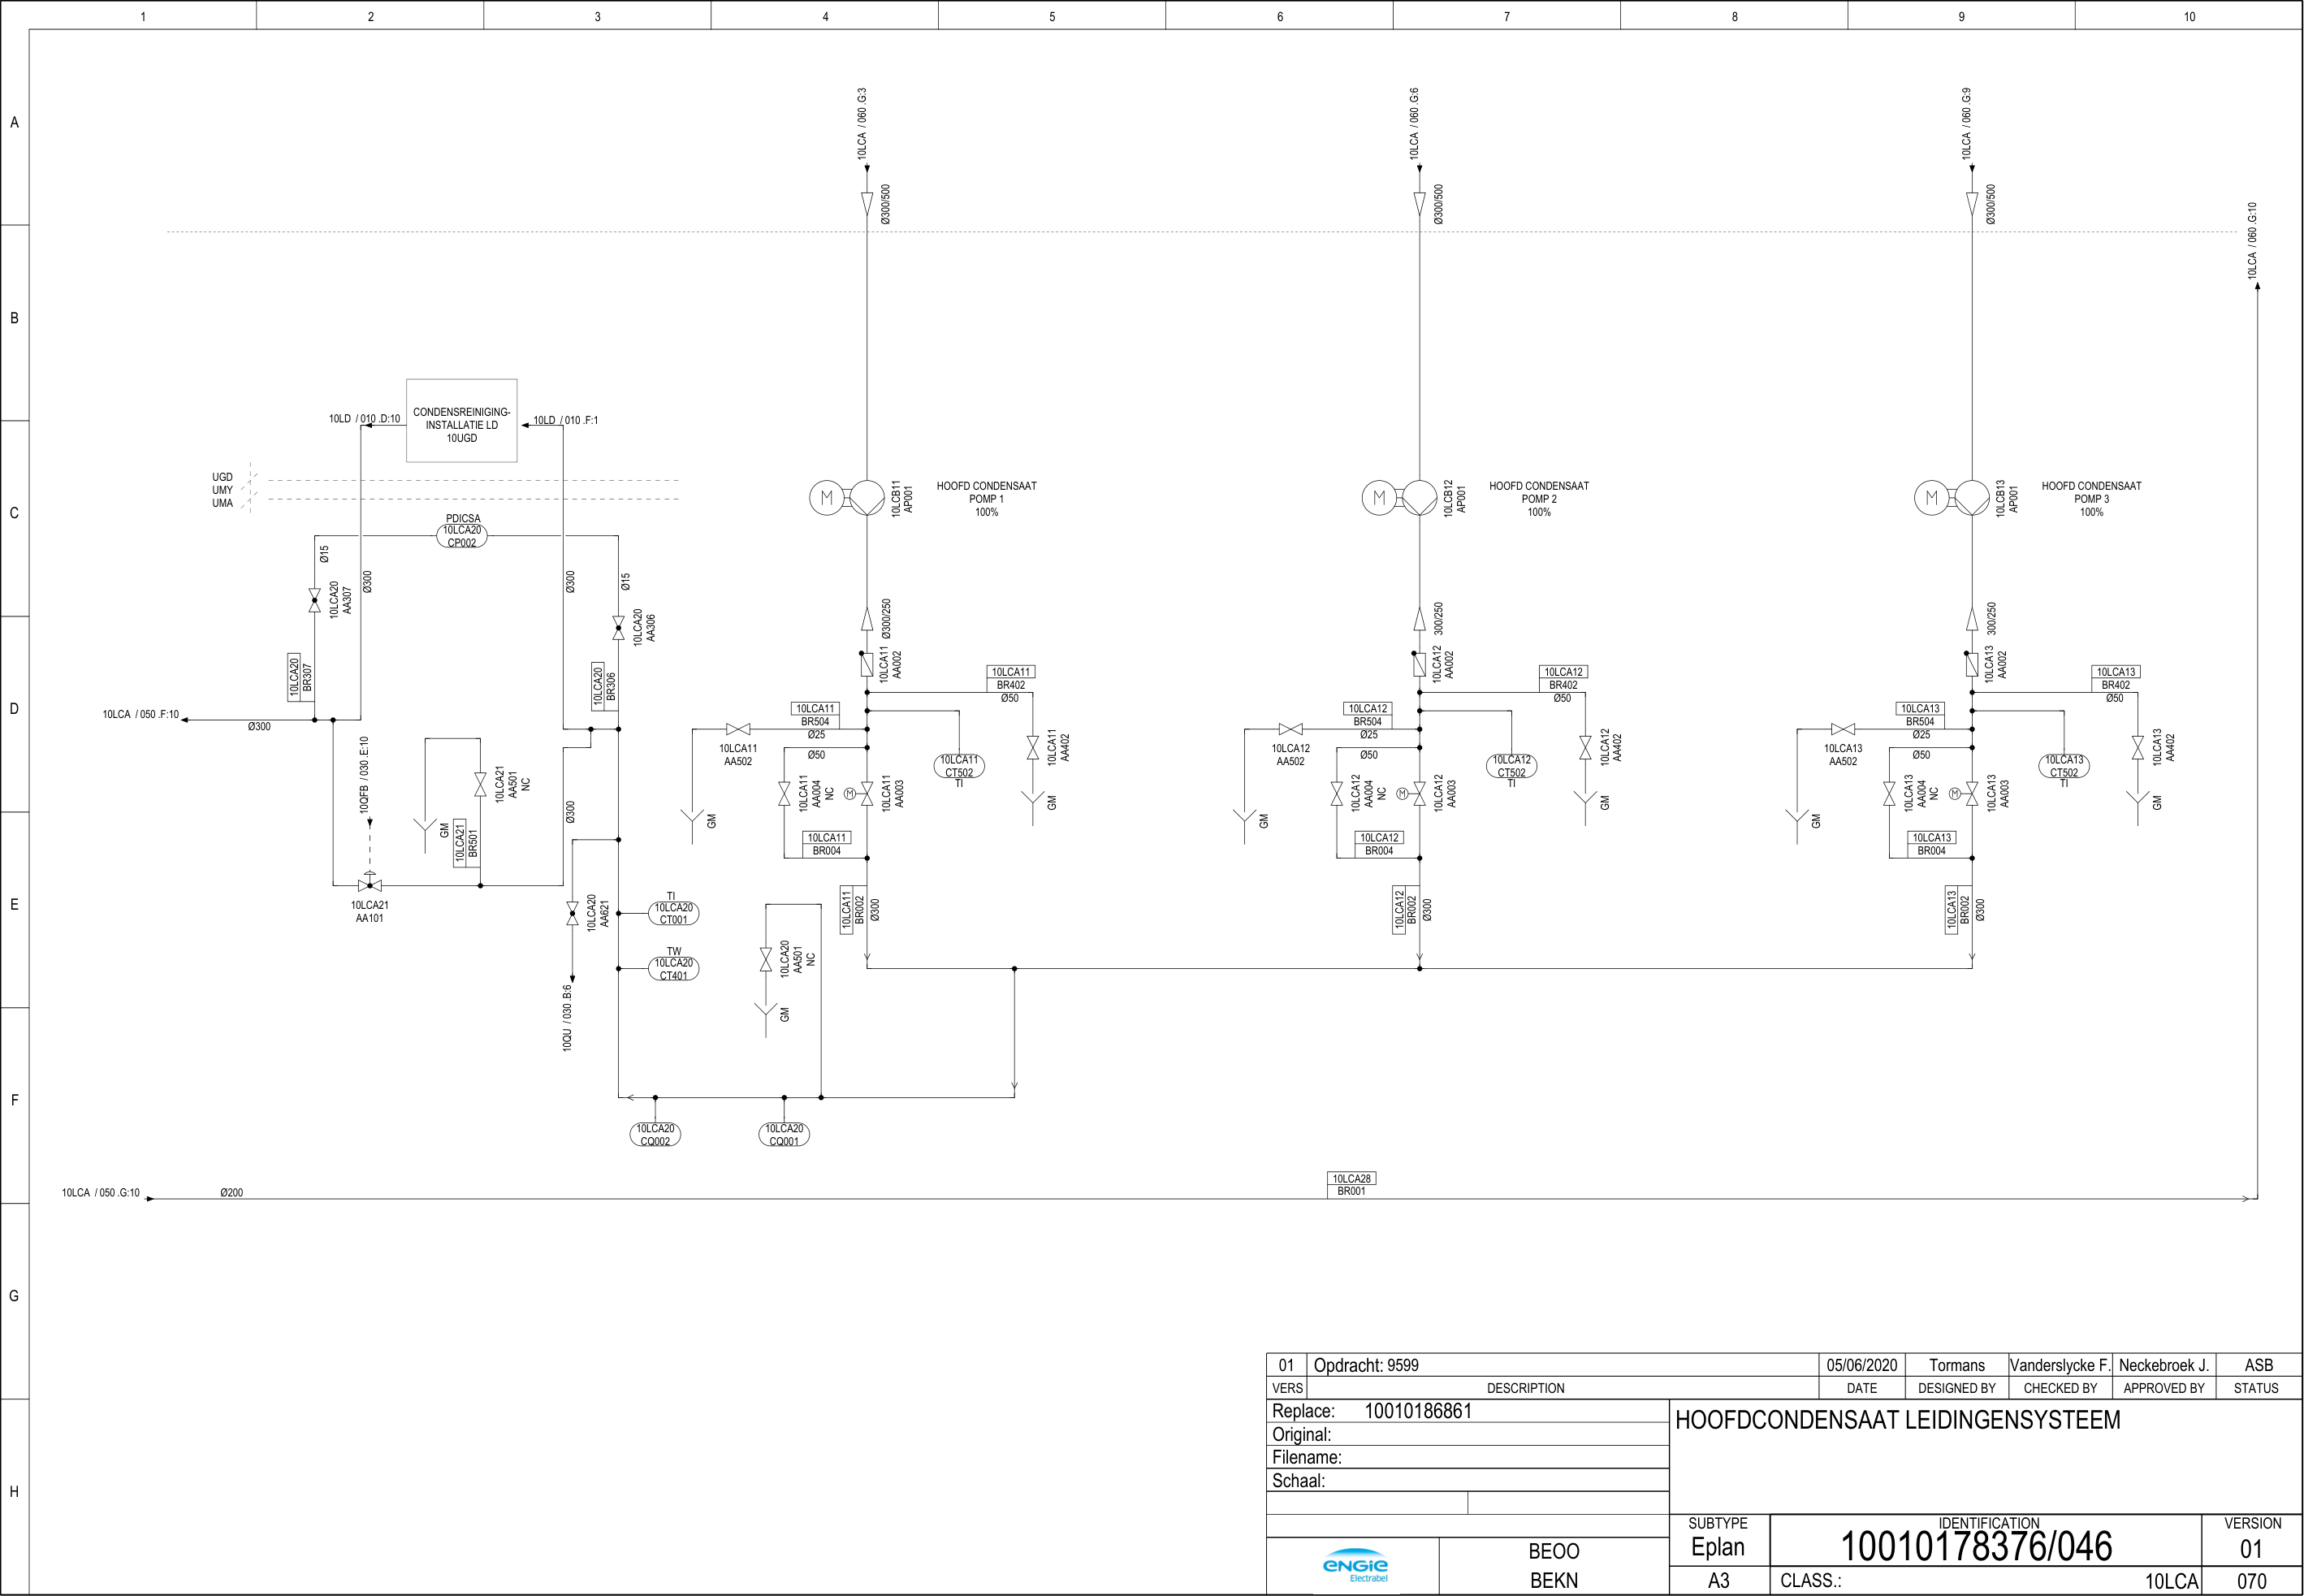 1 2 3 4 5 6 7 8 9 10
A
B
C
D
E
F
G
H
10LCA / 060 .G:3
Ø300/500
10LCA / 060 .G:6
Ø300/500
10LCA / 060 .G:9
Ø300/500
10LCA / 060 .G:10
10LD / 010 .D:10
CONDENSREINIGING-
INSTALLATIE LD
10UGD
10LD / 010 .F:1
UGD
UMY
UMA
PDICSA
10LCA20
CP002
Ø15
10LCA20
AA307
Ø300
Ø300
Ø15
10LCA20
AA306
10LCA20
BR307
10LCA20
BR306
10LCA / 050 .F:10
Ø300
10QFB / 030 .E:10
10LCA21
AA501
NC
GM
10LCA21
BR501
Ø300
10LCA21
AA101
10LCA20
AA621
10QU / 030 .B:6
TI
10LCA20
CT001
TW
10LCA20
CT401
10LCA20
AA501
NC
GM
10LCA20
CQ002
10LCA20
CQ001
M
10LCB11
AP001
HOOFD CONDENSAAT
POMP 1
100%
Ø300/250
10LCA11
AA002
10LCA11
BR402
Ø50
10LCA11
BR504
Ø25
10LCA11
AA502
Ø50
10LCA11
CT502
TI
10LCA11
AA402
GM
GM
10LCA11
AA004
NC
M
10LCA11
AA003
10LCA11
BR004
10LCA11
BR002
Ø300
M
10LCB12
AP001
HOOFD CONDENSAAT
POMP 2
100%
300/250
10LCA12
AA002
10LCA12
BR402
Ø50
10LCA12
BR504
Ø25
10LCA12
AA502
Ø50
10LCA12
CT502
TI
10LCA12
AA402
GM
GM
10LCA12
AA004
NC
M
10LCA12
AA003
10LCA12
BR004
10LCA12
BR002
Ø300
M
10LCB13
AP001
HOOFD CONDENSAAT
POMP 3
100%
300/250
10LCA13
AA002
10LCA13
BR402
Ø50
10LCA13
BR504
Ø25
10LCA13
AA502
Ø50
10LCA13
CT502
TI
10LCA13
AA402
GM
GM
10LCA13
AA004
NC
M
10LCA13
AA003
10LCA13
BR004
10LCA13
BR002
Ø300
10LCA / 050 .G:10
Ø200
10LCA28
BR001
01 Opdracht: 9599 05/06/2020 Tormans Vanderslycke F. Neckebroek J. ASB
VERS DESCRIPTION DATE DESIGNED BY CHECKED BY APPROVED BY STATUS
Replace: 10010186861
Original:
Filename:
Schaal:
HOOFDCONDENSAAT LEIDINGENSYSTEEM
ENGIE
Electrabel
BEOO
BEKN
SUBTYPE
Eplan
A3
IDENTIFICATION
10010178376/046
CLASS.: 10LCA
VERSION
01
070